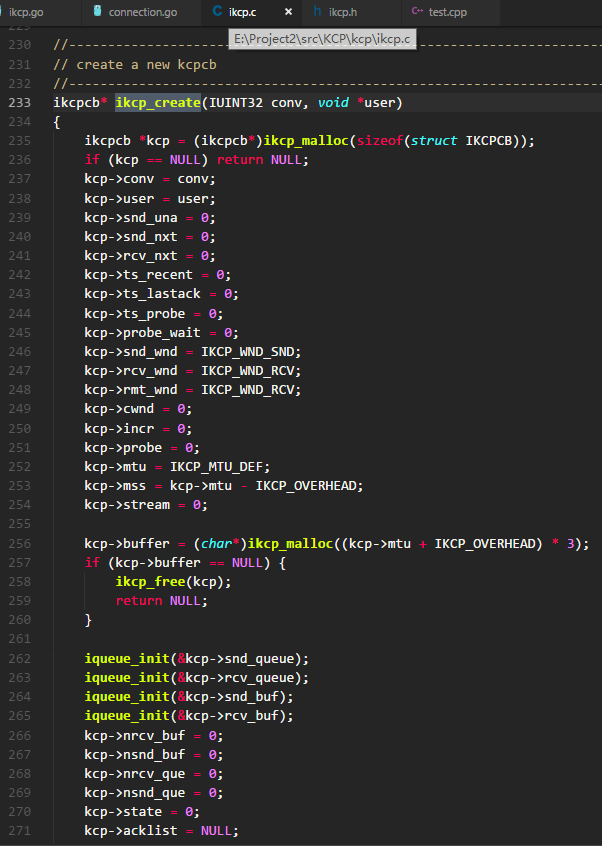 ikcp.go connection.go C ikcp.c × h ikcp.h C++ test.cpp
229
E:\Project2\src\KCP\kcp\ikcp.c
230 //---------------------------------------------------------------------
231 // create a new kcpcb
232 //---------------------------------------------------------------------
233 ikcpcb* ikcp_create(IUINT32 conv, void *user)
234 {
235 ikcpcb *kcp = (ikcpcb*)ikcp_malloc(sizeof(struct IKCPCB));
236 if (kcp == NULL) return NULL;
237 kcp->conv = conv;
238 kcp->user = user;
239 kcp->snd_una = 0;
240 kcp->snd_nxt = 0;
241 kcp->rcv_nxt = 0;
242 kcp->ts_recent = 0;
243 kcp->ts_lastack = 0;
244 kcp->ts_probe = 0;
245 kcp->probe_wait = 0;
246 kcp->snd_wnd = IKCP_WND_SND;
247 kcp->rcv_wnd = IKCP_WND_RCV;
248 kcp->rmt_wnd = IKCP_WND_RCV;
249 kcp->cwnd = 0;
250 kcp->incr = 0;
251 kcp->probe = 0;
252 kcp->mtu = IKCP_MTU_DEF;
253 kcp->mss = kcp->mtu - IKCP_OVERHEAD;
254 kcp->stream = 0;
255
256 kcp->buffer = (char*)ikcp_malloc((kcp->mtu + IKCP_OVERHEAD) * 3);
257 if (kcp->buffer == NULL) {
258 ikcp_free(kcp);
259 return NULL;
260 }
261
262 iqueue_init(&kcp->snd_queue);
263 iqueue_init(&kcp->rcv_queue);
264 iqueue_init(&kcp->snd_buf);
265 iqueue_init(&kcp->rcv_buf);
266 kcp->nrcv_buf = 0;
267 kcp->nsnd_buf = 0;
268 kcp->nrcv_que = 0;
269 kcp->nsnd_que = 0;
270 kcp->state = 0;
271 kcp->acklist = NULL;